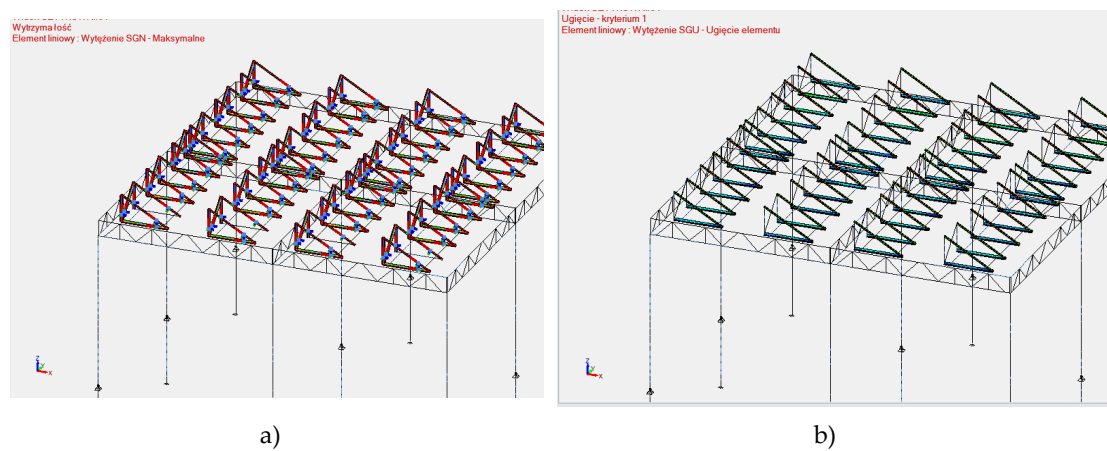 Wytrzymałość
Element liniowy : Wytężenie SGN - Maksymalne
Ugięcie - kryterium 1
Element liniowy : Wytężenie SGU - Ugięcie elementu
z
y
x
z
y
x
a)
b)